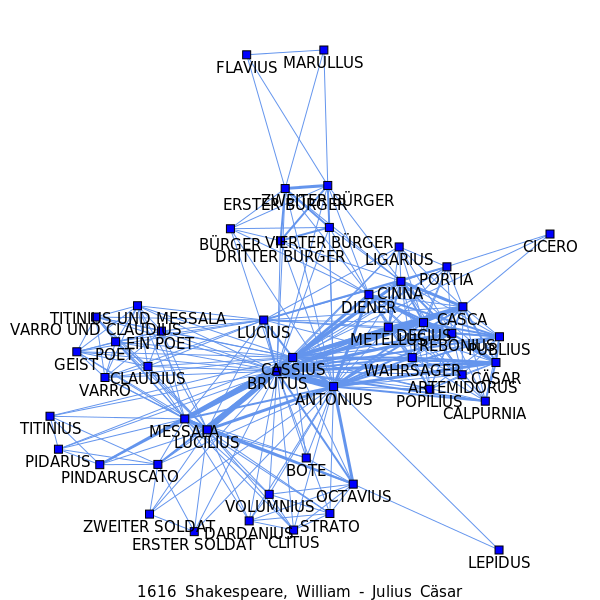 MARULLUS
FLAVIUS
ZWEITER BÜRGER
ERSTER BÜRGER
BÜRGER
VIERTER BÜRGER
CICERO
DRITTER BÜRGER
LIGARIUS
PORTIA
CINNA
DIENER
TITINIUS UND MESSALA
CASCA
VARRO UND CLAUDIUS
LUCIUS
DECIUS
METELLUS
EIN POET
TREBONIUS
PUBLIUS
POET
GEIST
CASSIUS
WAHRSAGER
CLAUDIUS
CÄSAR
BRUTUS
VARRO
ARTEMIDORUS
ANTONIUS
POPILIUS
CALPURNIA
TITINIUS
MESSALA
LUCILIUS
PIDARUS
BOTE
PINDARUS
CATO
OCTAVIUS
VOLUMNIUS
ZWEITER SOLDAT
STRATO
DARDANIUS
CLITUS
ERSTER SOLDAT
LEPIDUS
1616 Shakespeare, William - Julius Cäsar